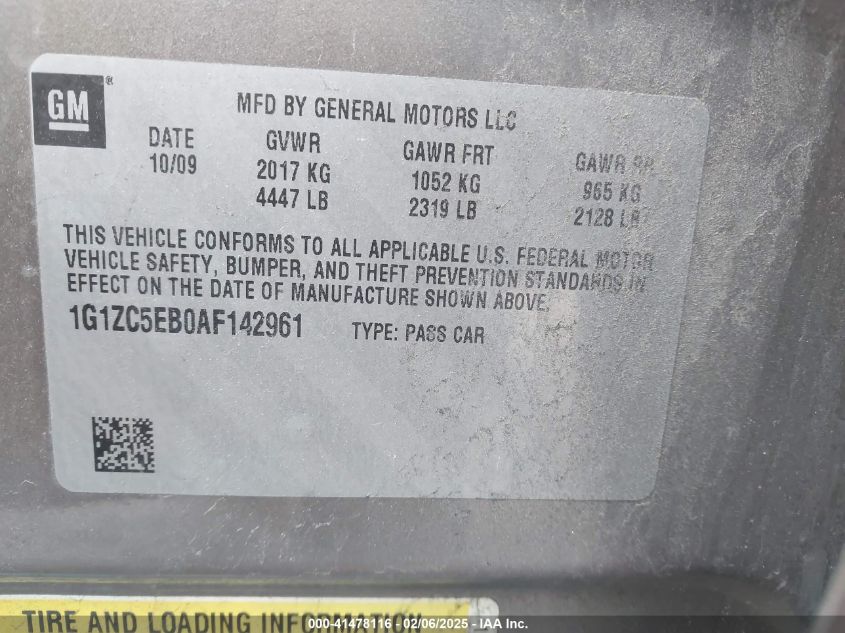 GM®
MFD BY GENERAL MOTORS LLC
DATE GVWR GAWR FRT GAWR RR
10/09 2017 KG 1052 KG 965 KG
4447 LB 2319 LB 2128 LB
THIS VEHICLE CONFORMS TO ALL APPLICABLE U.S. FEDERAL MOTOR
VEHICLE SAFETY, BUMPER, AND THEFT PREVENTION STANDARDS IN
EFFECT ON THE DATE OF MANUFACTURE SHOWN ABOVE.
1G1ZC5EB0AF142961 TYPE: PASS CAR
TIRE AND LOADING INFORMATION
000-41478116 - 02/06/2025 - IAA Inc.